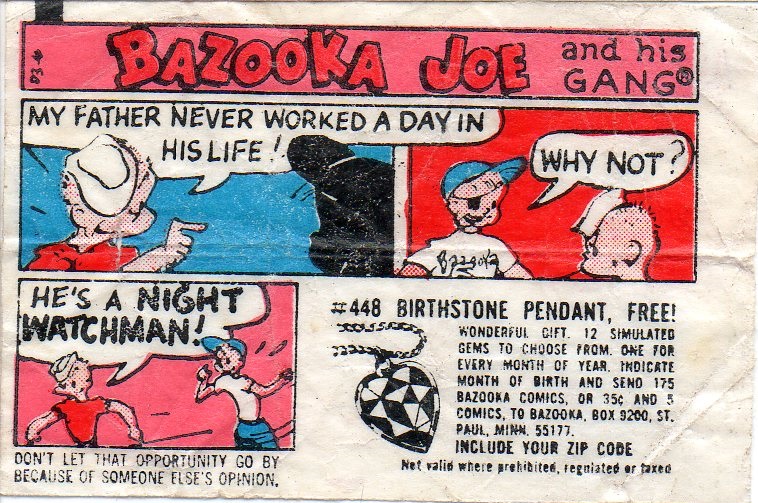 BAZOOKA JOE and his
GANG®
D3-4
MY FATHER NEVER WORKED A DAY IN
HIS LIFE!
WHY NOT?
Bazooka
HE'S A NIGHT
WATCHMAN!
DON'T LET THAT OPPORTUNITY GO BY
BECAUSE OF SOMEONE ELSE'S OPINION.
#448 BIRTHSTONE PENDANT, FREE!
WONDERFUL GIFT. 12 SIMULATED
GEMS TO CHOOSE FROM. ONE FOR
EVERY MONTH OF YEAR. INDICATE
MONTH OF BIRTH AND SEND 175
BAZOOKA COMICS, OR 35¢ AND 5
COMICS, TO BAZOOKA, BOX 9200, ST.
PAUL, MINN. 55177.
INCLUDE YOUR ZIP CODE
Not valid where prohibited, regulated or taxed